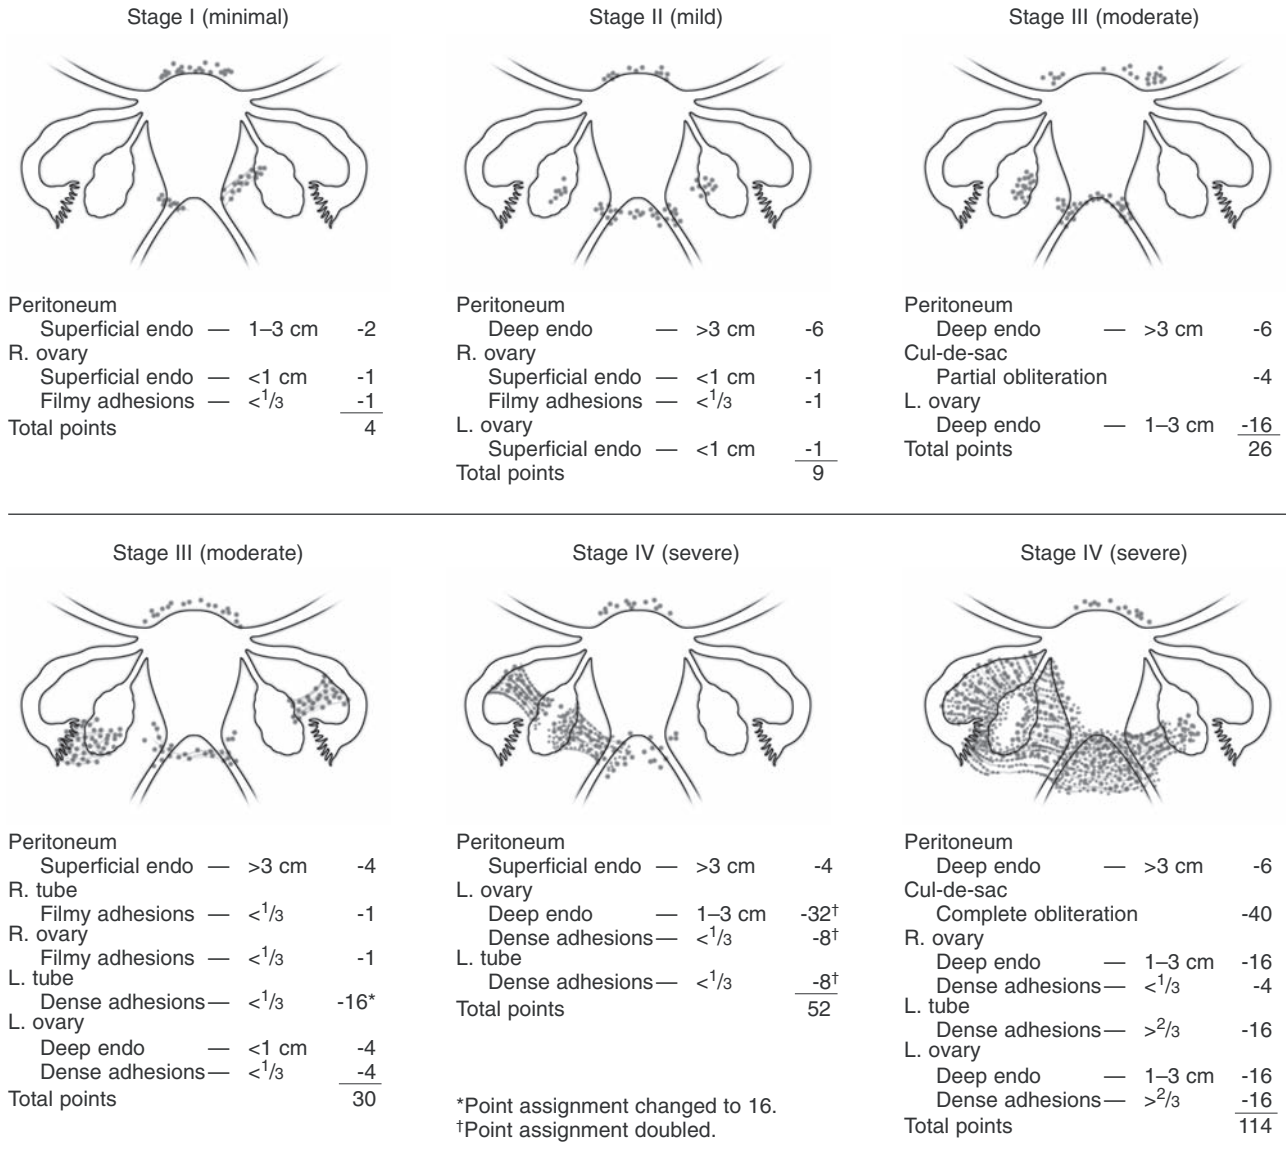 Stage I (minimal)
Peritoneum
Superficial endo — 1–3 cm -2
R. ovary
Superficial endo — <1 cm -1
Filmy adhesions — <1/3 -1
Total points 4
Stage II (mild)
Peritoneum
Deep endo — >3 cm -6
R. ovary
Superficial endo — <1 cm -1
Filmy adhesions — <1/3 -1
L. ovary
Superficial endo — <1 cm -1
Total points 9
Stage III (moderate)
Peritoneum
Deep endo — >3 cm -6
Cul-de-sac
Partial obliteration -4
L. ovary
Deep endo — 1–3 cm -16
Total points 26
Stage III (moderate)
Peritoneum
Superficial endo — >3 cm -4
R. tube
Filmy adhesions — <1/3 -1
R. ovary
Filmy adhesions — <1/3 -1
L. tube
Dense adhesions — <1/3 -16*
L. ovary
Deep endo — <1 cm -4
Dense adhesions — <1/3 -4
Total points 30
Stage IV (severe)
Peritoneum
Superficial endo — >3 cm -4
L. ovary
Deep endo — 1–3 cm -32†
Dense adhesions — <1/3 -8†
L. tube
Dense adhesions — <1/3 -8†
Total points 52
*Point assignment changed to 16.
†Point assignment doubled.
Stage IV (severe)
Peritoneum
Deep endo — >3 cm -6
Cul-de-sac
Complete obliteration -40
R. ovary
Deep endo — 1–3 cm -16
Dense adhesions — <1/3 -4
L. tube
Dense adhesions — >2/3 -16
L. ovary
Deep endo — 1–3 cm -16
Dense adhesions — >2/3 -16
Total points 114